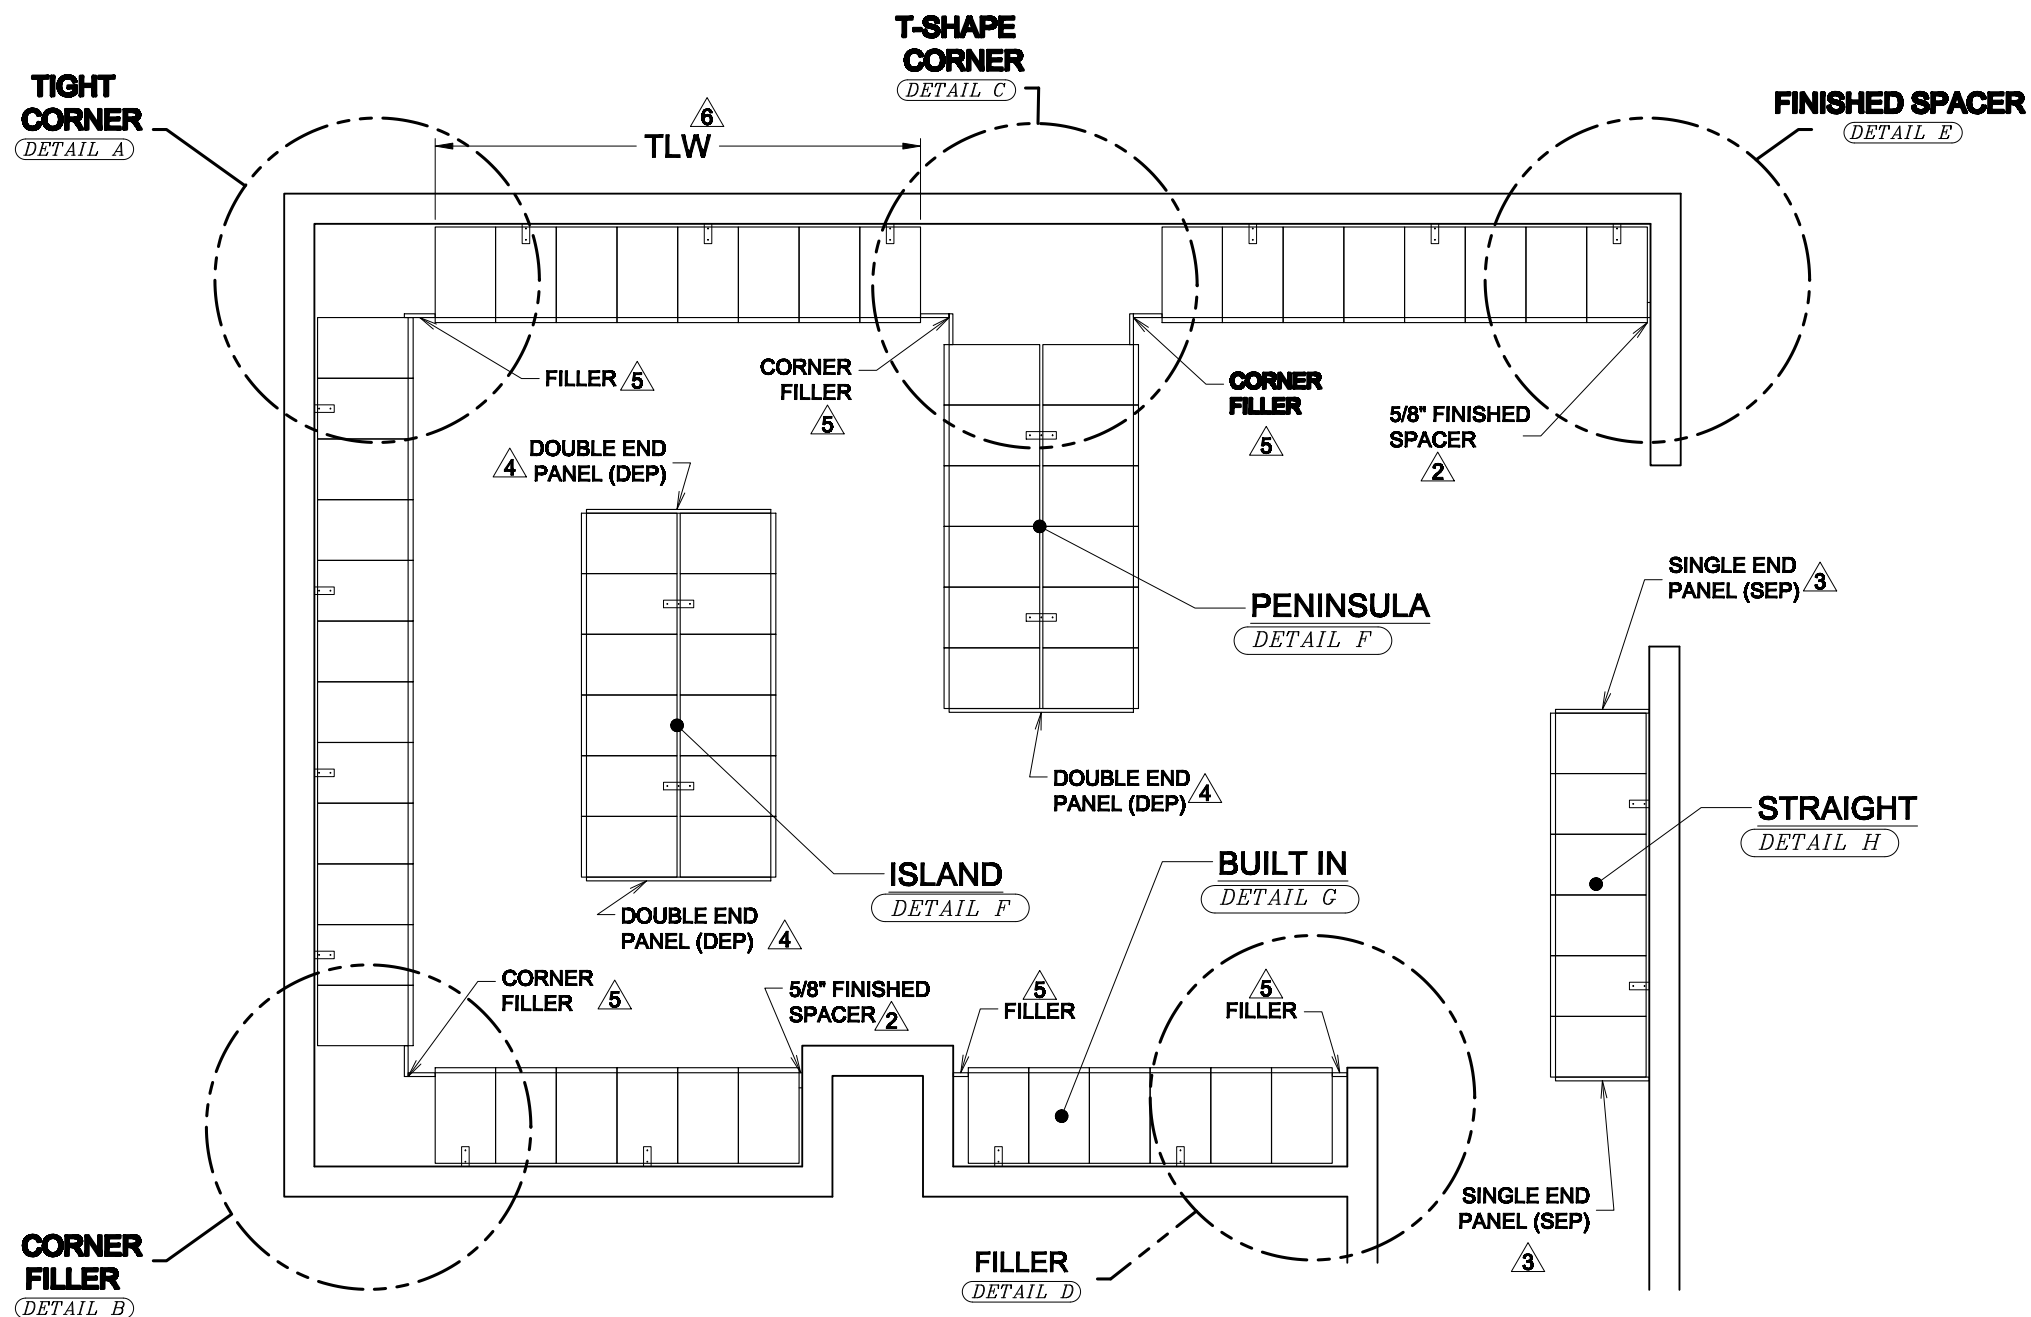 T-SHAPE
CORNER
DETAIL C
TIGHT
CORNER
DETAIL A
FINISHED SPACER
DETAIL E
6
TLW
FILLER 5
CORNER
FILLER
5
CORNER
FILLER
5
5/8" FINISHED
SPACER
2
4 DOUBLE END
PANEL (DEP)
SINGLE END
PANEL (SEP) 3
PENINSULA
DETAIL F
DOUBLE END
PANEL (DEP) 4
STRAIGHT
DETAIL H
ISLAND
DETAIL F
BUILT IN
DETAIL G
DOUBLE END
PANEL (DEP) 4
CORNER
FILLER 5
5/8" FINISHED
SPACER 2
5
FILLER
5
FILLER
SINGLE END
PANEL (SEP)
3
CORNER
FILLER
DETAIL B
FILLER
DETAIL D